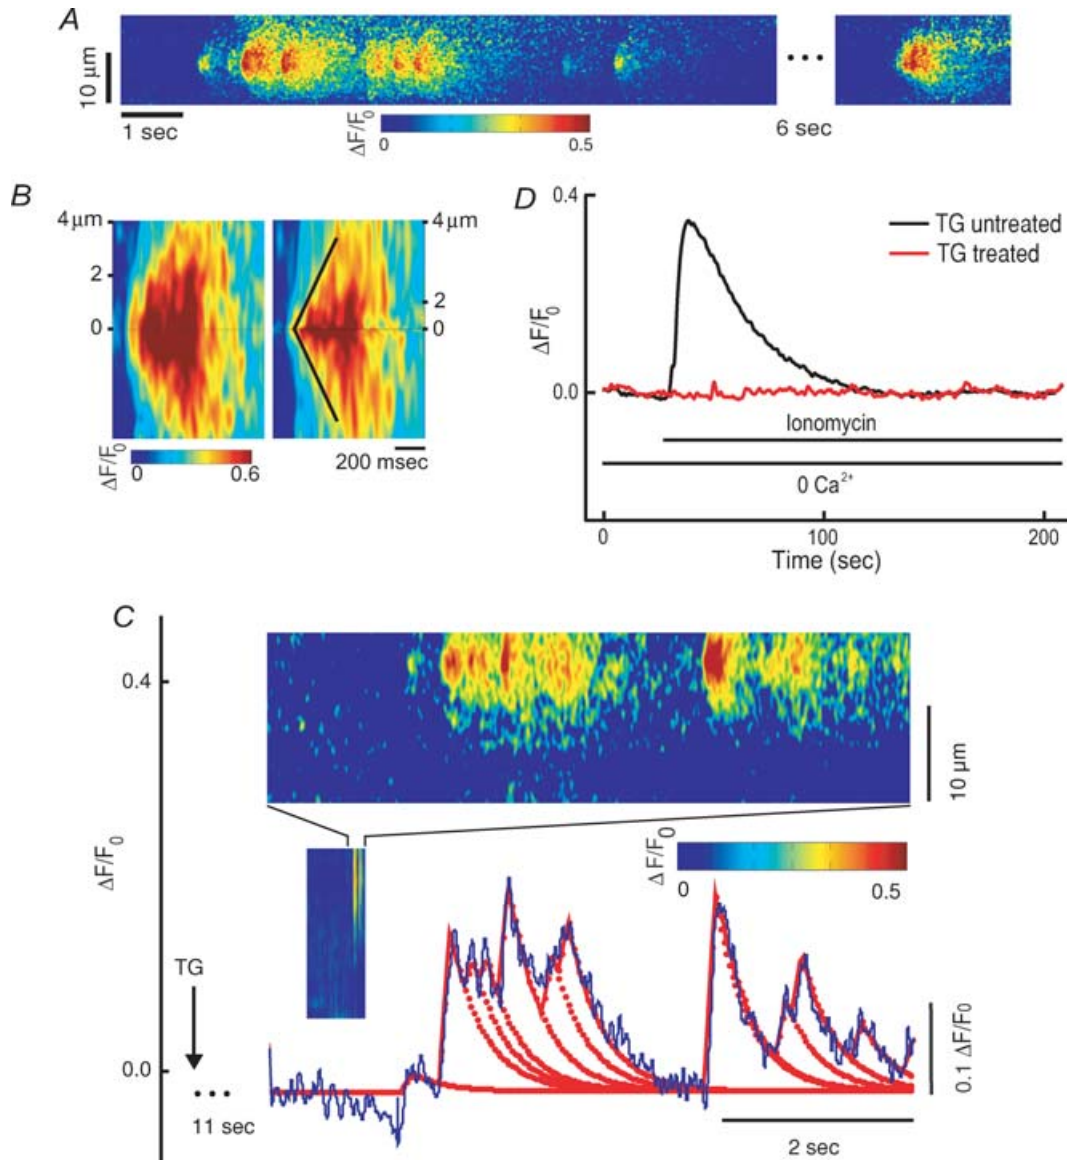 A
10 µm
1 sec
ΔF/F0
0
0.5
• • •
6 sec
B
4 µm
2
0
4 µm
2
0
ΔF/F0
0
0.6
200 msec
D
0.4
0.0
ΔF/F0
TG untreated
TG treated
Ionomycin
0 Ca2+
0
100
200
Time (sec)
C
0.4
0.0
ΔF/F0
10 µm
ΔF/F0
0
0.5
TG
• • •
11 sec
0.1 ΔF/F0
2 sec